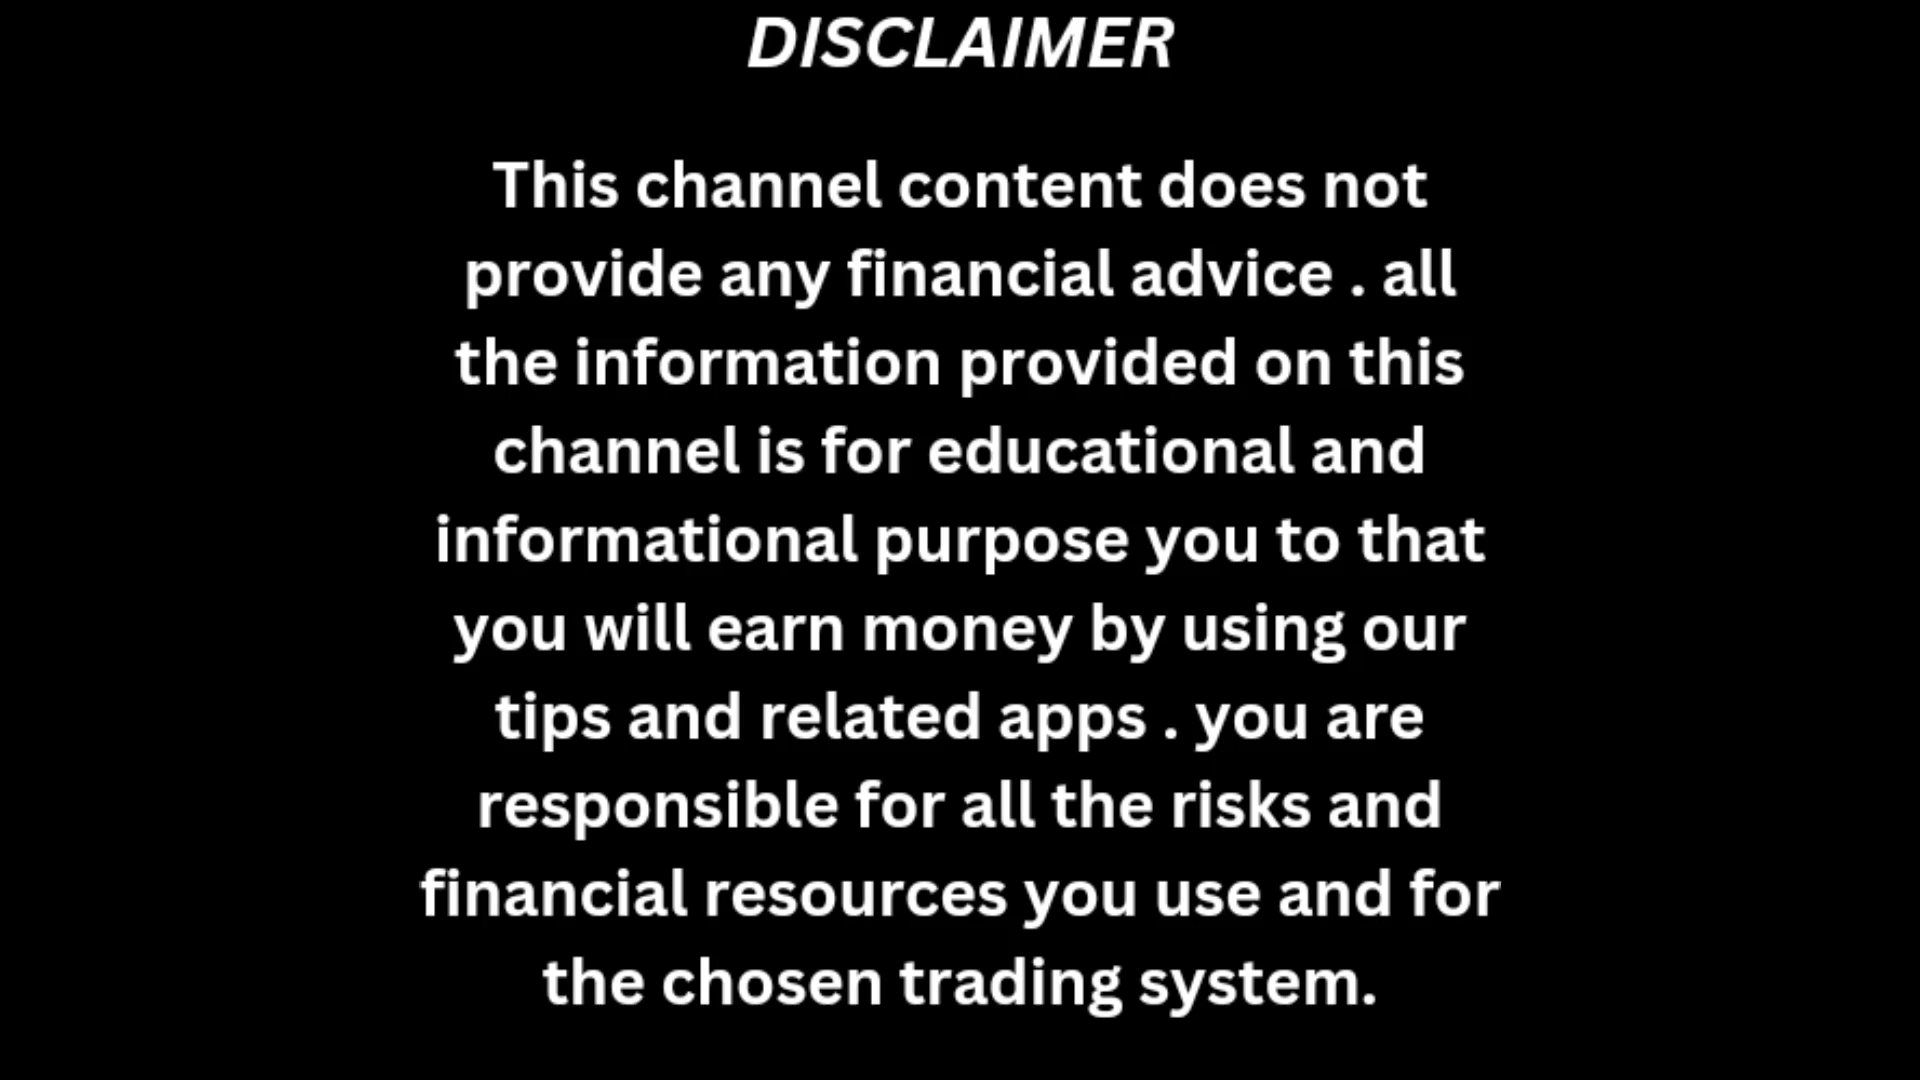 DISCLAIMER
This channel content does not
provide any financial advice . all
the information provided on this
channel is for educational and
informational purpose you to that
you will earn money by using our
tips and related apps . you are
responsible for all the risks and
financial resources you use and for
the chosen trading system.